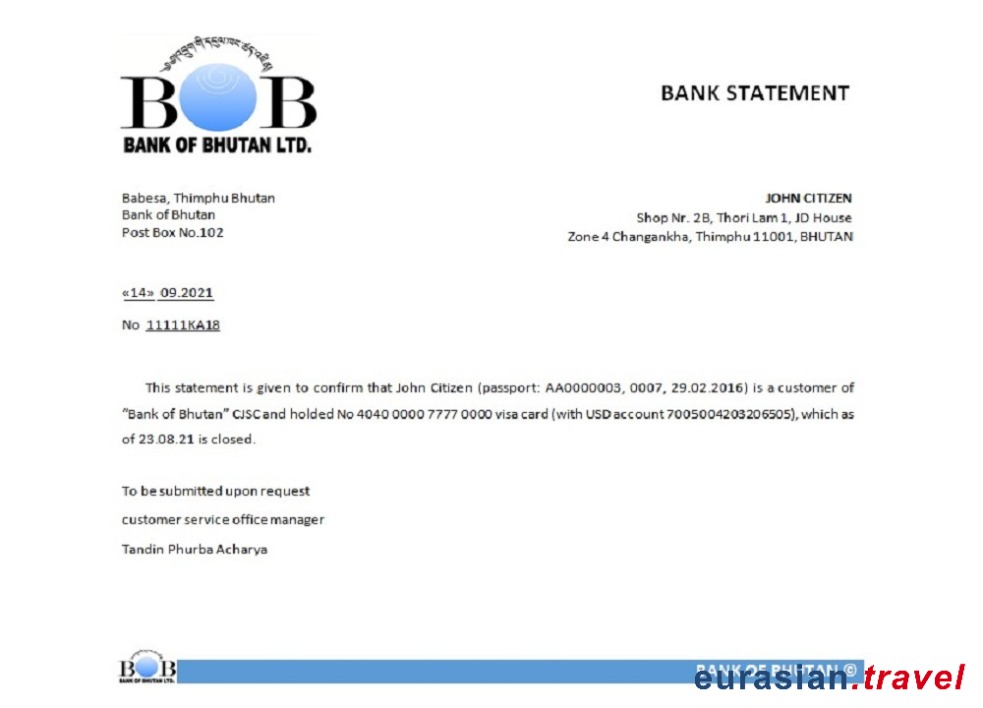 BOB
BANK OF BHUTAN LTD.
BANK STATEMENT
Babesa, Thimphu Bhutan
Bank of Bhutan
Post Box No.102
JOHN CITIZEN
Shop Nr. 2B, Thori Lam 1, JD House
Zone 4 Changankha, Thimphu 11001, BHUTAN
«14» 09.2021
No 11111KA18
This statement is given to confirm that John Citizen (passport: AA0000003, 0007, 29.02.2016) is a customer of
"Bank of Bhutan" CJSC and holded No 4040 0000 7777 0000 visa card (with USD account 7005004203206505), which as
of 23.08.21 is closed.
To be submitted upon request
customer service office manager
Tandin Phurba Acharya
BOB
BANK OF BHUTAN LTD.
BANK OF BHUTAN ©
eurasian.travel